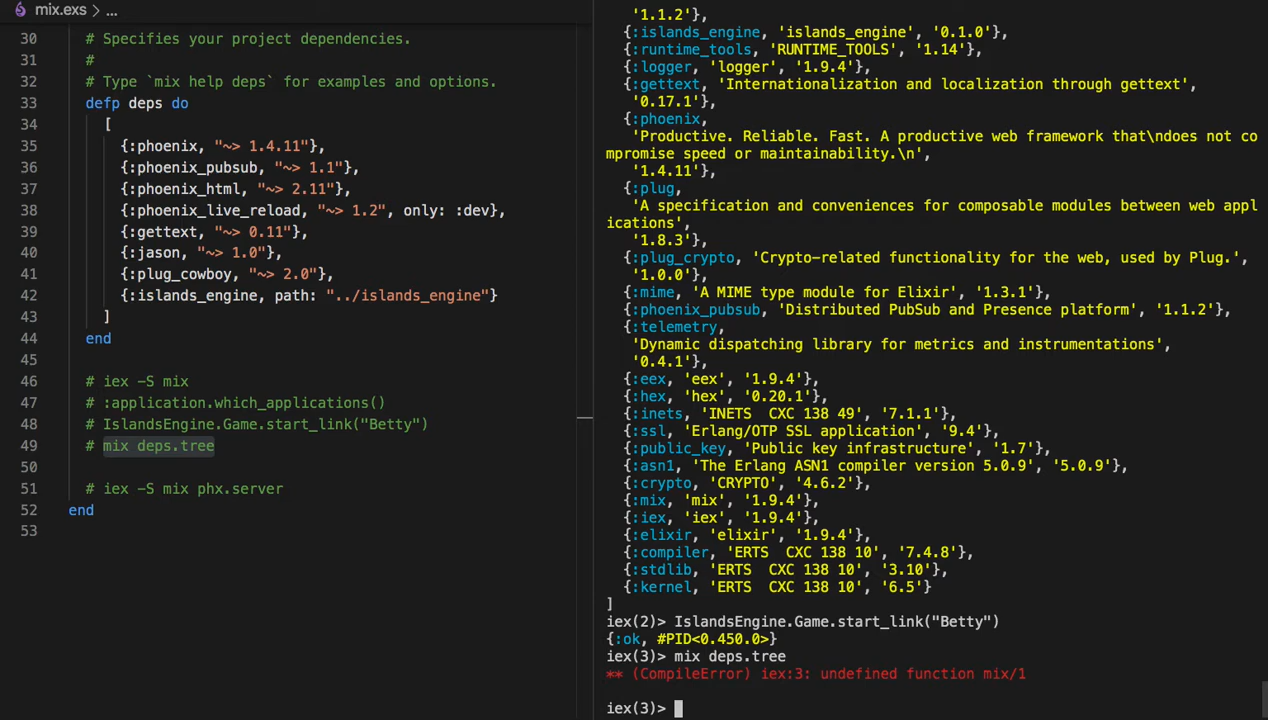 mix.exs > ...
30 # Specifies your project dependencies.
31 #
32 # Type `mix help deps` for examples and options.
33 defp deps do
34 [
35 {:phoenix, "~> 1.4.11"},
36 {:phoenix_pubsub, "~> 1.1"},
37 {:phoenix_html, "~> 2.11"},
38 {:phoenix_live_reload, "~> 1.2", only: :dev},
39 {:gettext, "~> 0.11"},
40 {:jason, "~> 1.0"},
41 {:plug_cowboy, "~> 2.0"},
42 {:islands_engine, path: "../islands_engine"}
43 ]
44 end
45
46 # iex -S mix
47 # :application.which_applications()
48 # IslandsEngine.Game.start_link("Betty")
49 # mix deps.tree
50
51 # iex -S mix phx.server
52 end
53
'1.1.2'},
{:islands_engine, 'islands_engine', '0.1.0'},
{:runtime_tools, 'RUNTIME_TOOLS', '1.14'},
{:logger, 'logger', '1.9.4'},
{:gettext, 'Internationalization and localization through gettext',
'0.17.1'},
{:phoenix,
'Productive. Reliable. Fast. A productive web framework that\ndoes not co
mpromise speed or maintainability.\n',
'1.4.11'},
{:plug,
'A specification and conveniences for composable modules between web appl
ications',
'1.8.3'},
{:plug_crypto, 'Crypto-related functionality for the web, used by Plug.',
'1.0.0'},
{:mime, 'A MIME type module for Elixir', '1.3.1'},
{:phoenix_pubsub, 'Distributed PubSub and Presence platform', '1.1.2'},
{:telemetry,
'Dynamic dispatching library for metrics and instrumentations',
'0.4.1'},
{:eex, 'eex', '1.9.4'},
{:hex, 'hex', '0.20.1'},
{:inets, 'INETS  CXC 138 49', '7.1.1'},
{:ssl, 'Erlang/OTP SSL application', '9.4'},
{:public_key, 'Public key infrastructure', '1.7'},
{:asn1, 'The Erlang ASN1 compiler version 5.0.9', '5.0.9'},
{:crypto, 'CRYPTO', '4.6.2'},
{:mix, 'mix', '1.9.4'},
{:iex, 'iex', '1.9.4'},
{:elixir, 'elixir', '1.9.4'},
{:compiler, 'ERTS  CXC 138 10', '7.4.8'},
{:stdlib, 'ERTS  CXC 138 10', '3.10'},
{:kernel, 'ERTS  CXC 138 10', '6.5'}
]
iex(2)> IslandsEngine.Game.start_link("Betty")
{:ok, #PID<0.450.0>}
iex(3)> mix deps.tree
** (CompileError) iex:3: undefined function mix/1
iex(3)>